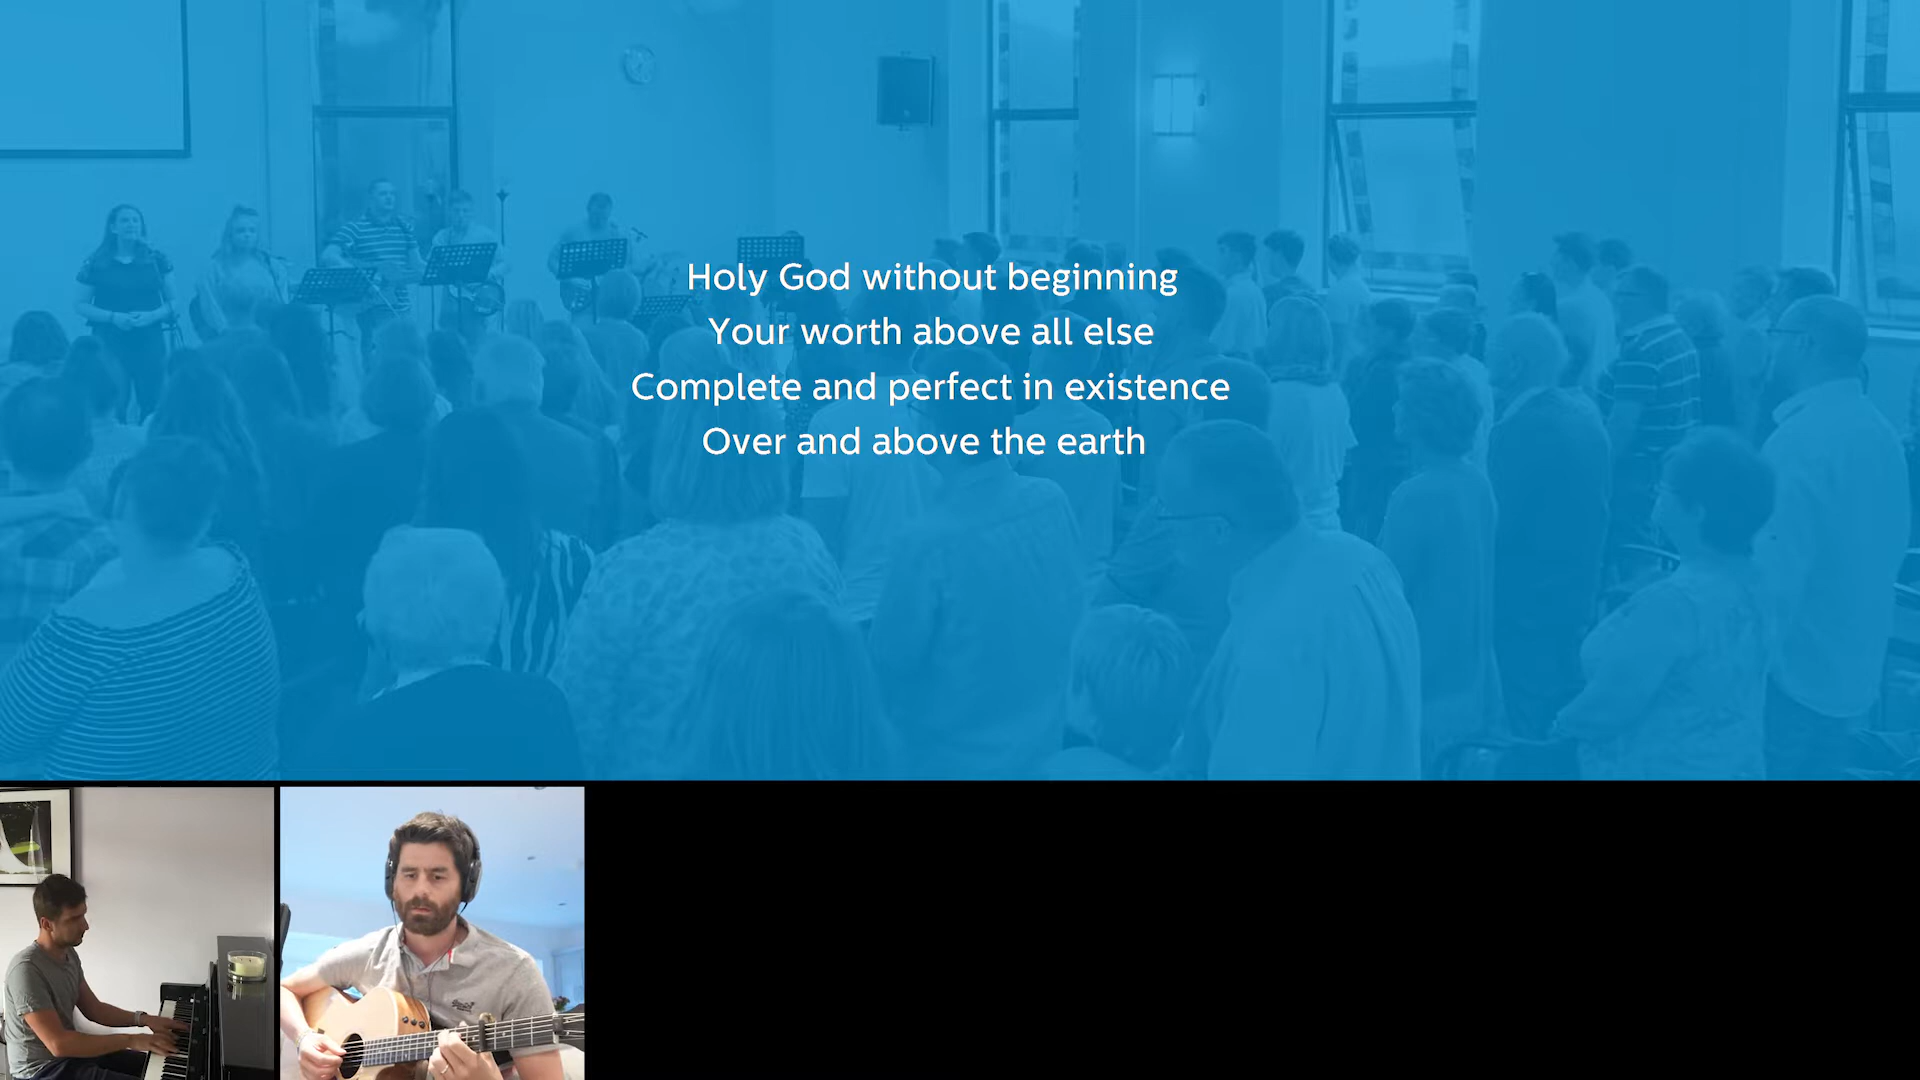 Holy God without beginning
Your worth above all else
Complete and perfect in existence
Over and above the earth